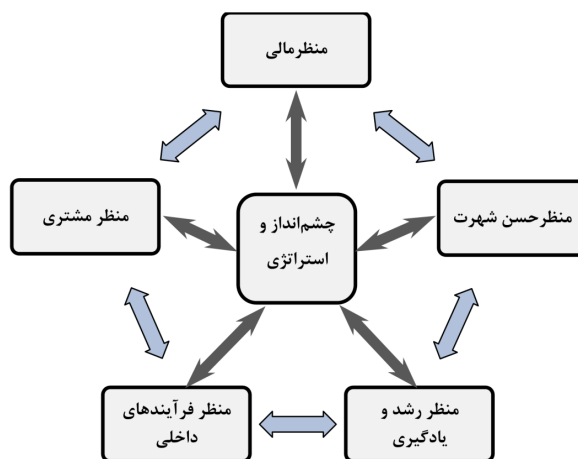 منظرمالی
منظر مشتری
منظرحسن شهرت
چشم‌انداز و
استراتژی
منظر فرآیندهای
داخلی
منظر رشد و
یادگیری